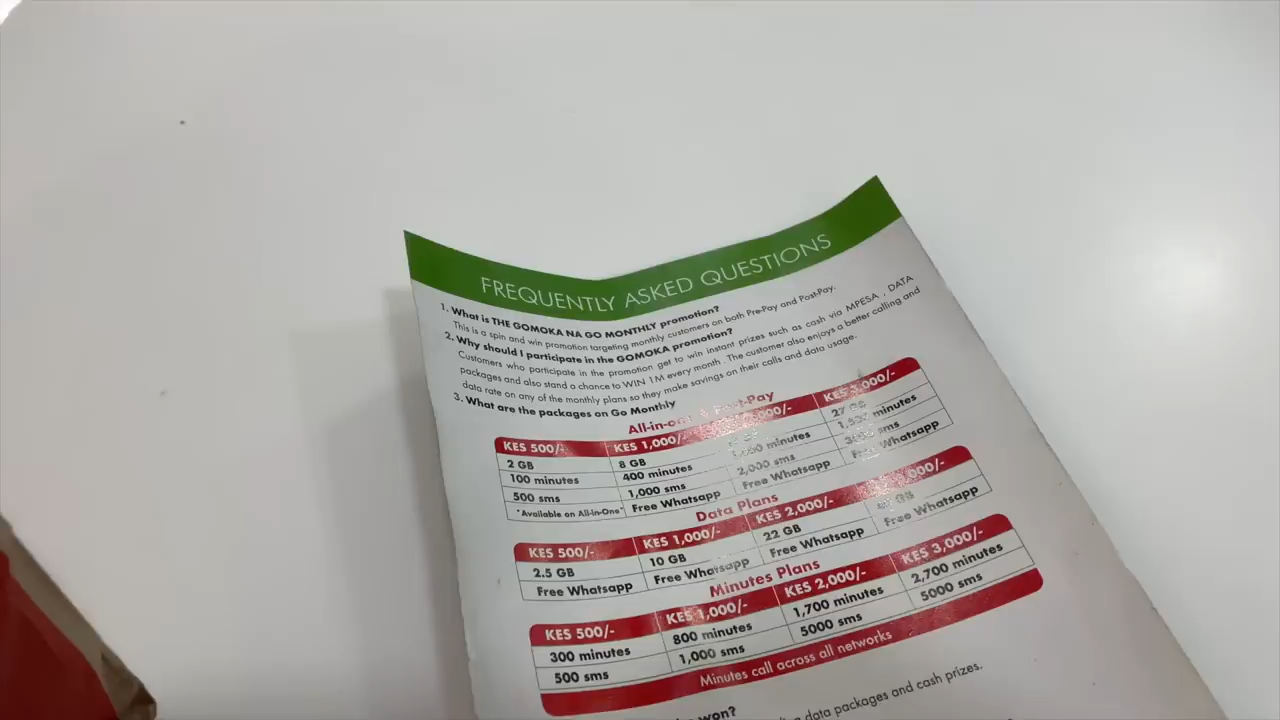 FREQUENTLY ASKED QUESTIONS
1. What is THE GOMOKA NA GO MONTHLY promotion?
This is a spin and win promotion targeting monthly customers on both Pre-Pay and Post-Pay.
2. Why should I participate in the GOMOKA promotion?
Customers who participate in the promotion get to win instant prizes such as cash via MPESA , DATA
packages and also stand a chance to WIN 1M every month . The customer also enjoys a better calling and
data rate on any of the monthly plans so they make savings on their calls and data usage.
3. What are the packages on Go Monthly
Post-Pay
KES 500/- KES 1,000/-
2 GB 8 GB
100 minutes 400 minutes minutes minutes
500 sms 1,000 sms 2,000 sms sms
*Available on All-in-One* Free Whatsapp Free Whatsapp Free Whatsapp
Data Plans
KES 500/- KES 1,000/- KES 2,000/-
2.5 GB 10 GB 22 GB GB
Free Whatsapp Free Whatsapp Free Whatsapp Free Whatsapp
Minutes Plans
KES 500/- KES 1,000/- KES 2,000/- KES 3,000/-
300 minutes 800 minutes 1,700 minutes 2,700 minutes
500 sms 1,000 sms 5000 sms 5000 sms
Minutes call across all networks
won?
data packages and cash prizes.